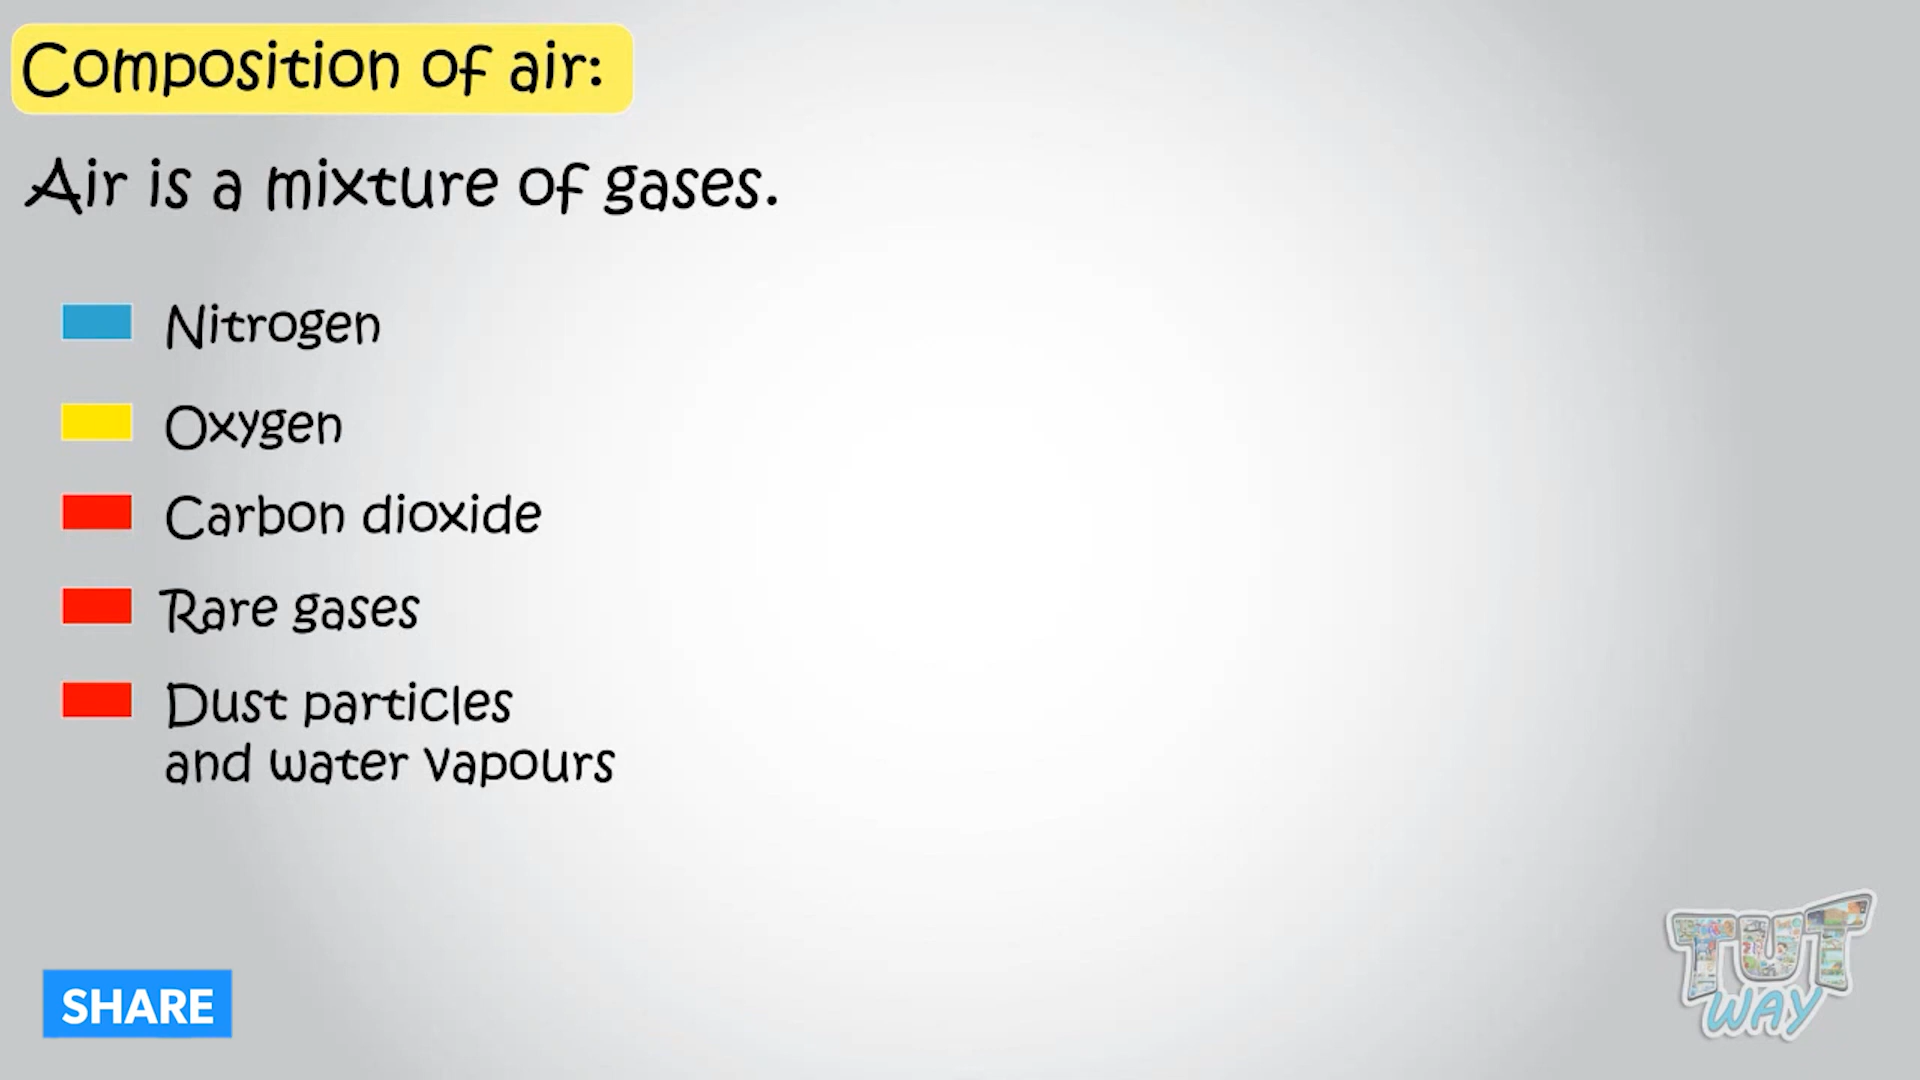 Composition of air:
Air is a mixture of gases.
Nitrogen
Oxygen
Carbon dioxide
Rare gases
Dust particles
and water vapours
SHARE
TUT
WAY